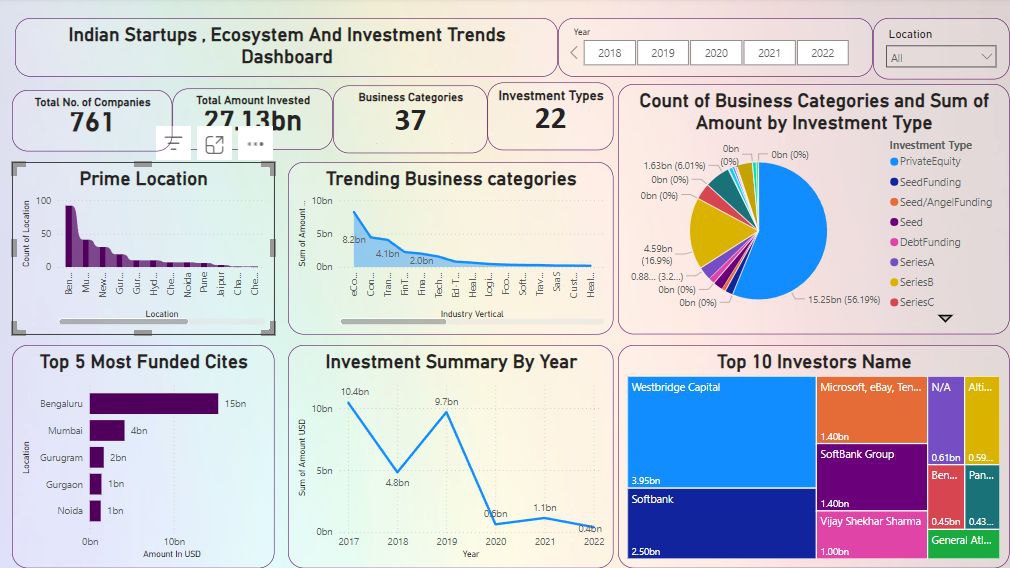 Indian Startups , Ecosystem And Investment Trends
Dashboard
Year
2018
2019
2020
2021
2022
Location
All
Total No. of Companies
761
Total Amount Invested
27.13bn
Business Categories
37
Investment Types
22
Prime Location
Count of Location
100
50
0
Ben...
Mu...
New...
Gur...
Gur...
Hyd...
Che...
Noida
Pune
Jaipur
Cha...
Che...
Location
Trending Business categories
Sum of Amount ...
10bn
5bn
0bn
8.2bn
4.1bn
2.0bn
eCo...
Con...
Tran...
FinT...
Fina...
Tech...
Ed-T...
Heal...
Logi...
Foo...
Soft...
Trav...
SaaS
Cust...
Heal...
Industry Vertical
Count of Business Categories and Sum of
Amount by Investment Type
0bn
(0%)
0bn (0%)
1.63bn (6.01%)
0bn (0%)
0bn (0%)
4.59bn
(16.9%)
0.88... (3.2...)
0bn (0%)
0bn (0%)
15.25bn (56.19%)
Investment Type
PrivateEquity
SeedFunding
Seed/AngelFunding
Seed
DebtFunding
SeriesA
SeriesB
SeriesC
Top 5 Most Funded Cites
Location
Bengaluru
15bn
Mumbai
4bn
Gurugram
2bn
Gurgaon
1bn
Noida
1bn
0bn
10bn
Amount In USD
Investment Summary By Year
Sum of Amount USD
10bn
5bn
0bn
10.4bn
4.8bn
9.7bn
0.6bn
1.1bn
0.4bn
2017
2018
2019
2020
2021
2022
Year
Top 10 Investors Name
Westbridge Capital
3.95bn
Softbank
2.50bn
Microsoft, eBay, Ten...
1.40bn
SoftBank Group
1.40bn
Vijay Shekhar Sharma
1.00bn
N/A
0.61bn
Alti...
0.59...
Ben...
0.45bn
Pan...
0.43...
General Atl...